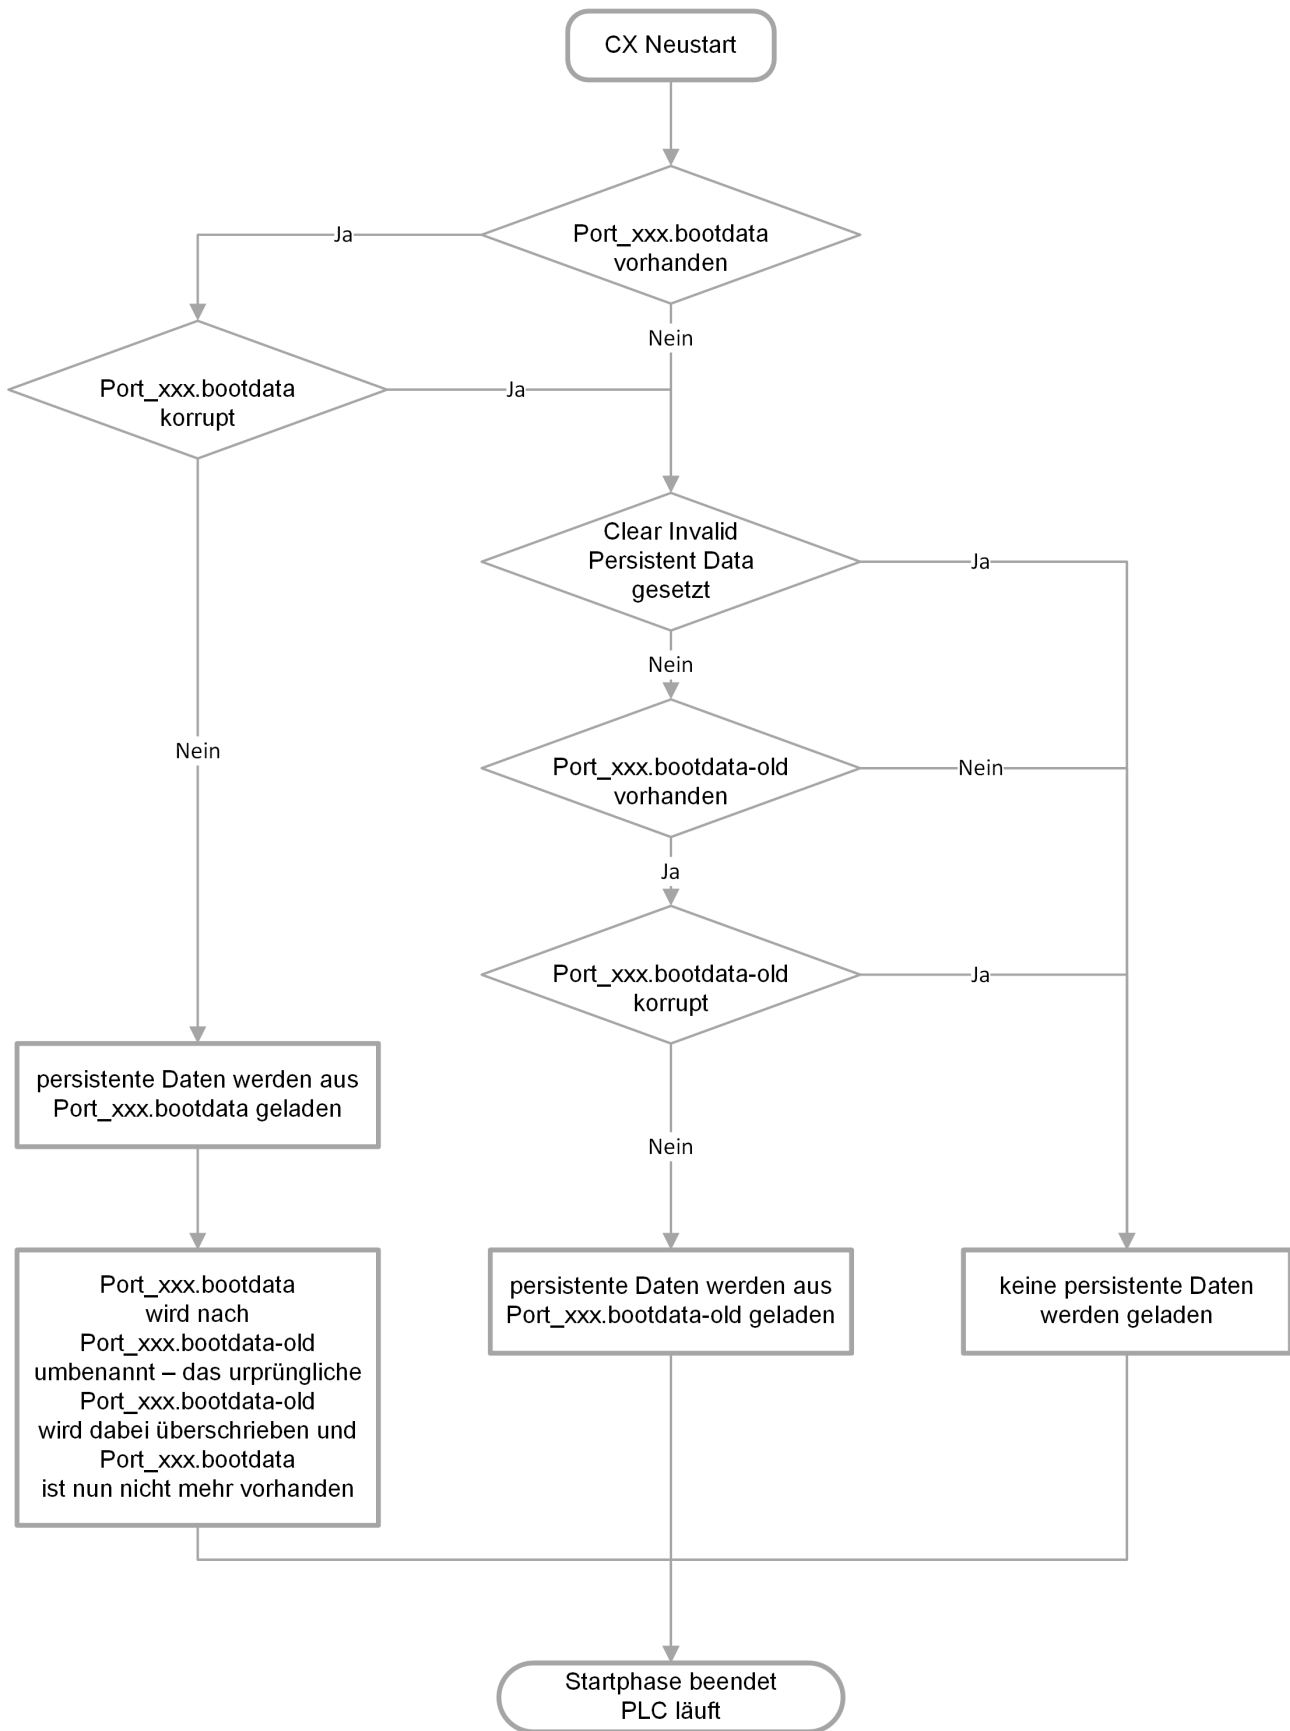 CX Neustart
Port_xxx.bootdata
vorhanden
Ja
Nein
Port_xxx.bootdata
korrupt
Ja
Clear Invalid
Persistent Data
gesetzt
Ja
Nein
Nein
Port_xxx.bootdata-old
vorhanden
Nein
Ja
Port_xxx.bootdata-old
korrupt
Ja
persistente Daten werden aus
Port_xxx.bootdata geladen
Nein
Port_xxx.bootdata
wird nach
Port_xxx.bootdata-old
umbenannt – das urprüngliche
Port_xxx.bootdata-old
wird dabei überschrieben und
Port_xxx.bootdata
ist nun nicht mehr vorhanden
persistente Daten werden aus
Port_xxx.bootdata-old geladen
keine persistente Daten
werden geladen
Startphase beendet
PLC läuft